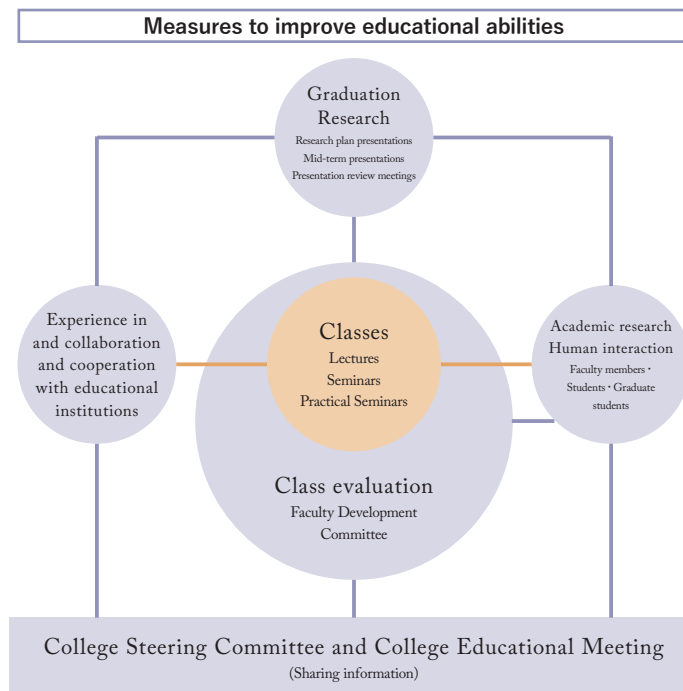 Measures to improve educational abilities
Graduation
Research
Research plan presentations
Mid-term presentations
Presentation review meetings
Experience in
and collaboration
and cooperation
with educational
institutions
Classes
Lectures
Seminars
Practical Seminars
Academic research
Human interaction
Faculty members・
Students・Graduate
students
Class evaluation
Faculty Development
Committee
College Steering Committee and College Educational Meeting
(Sharing information)